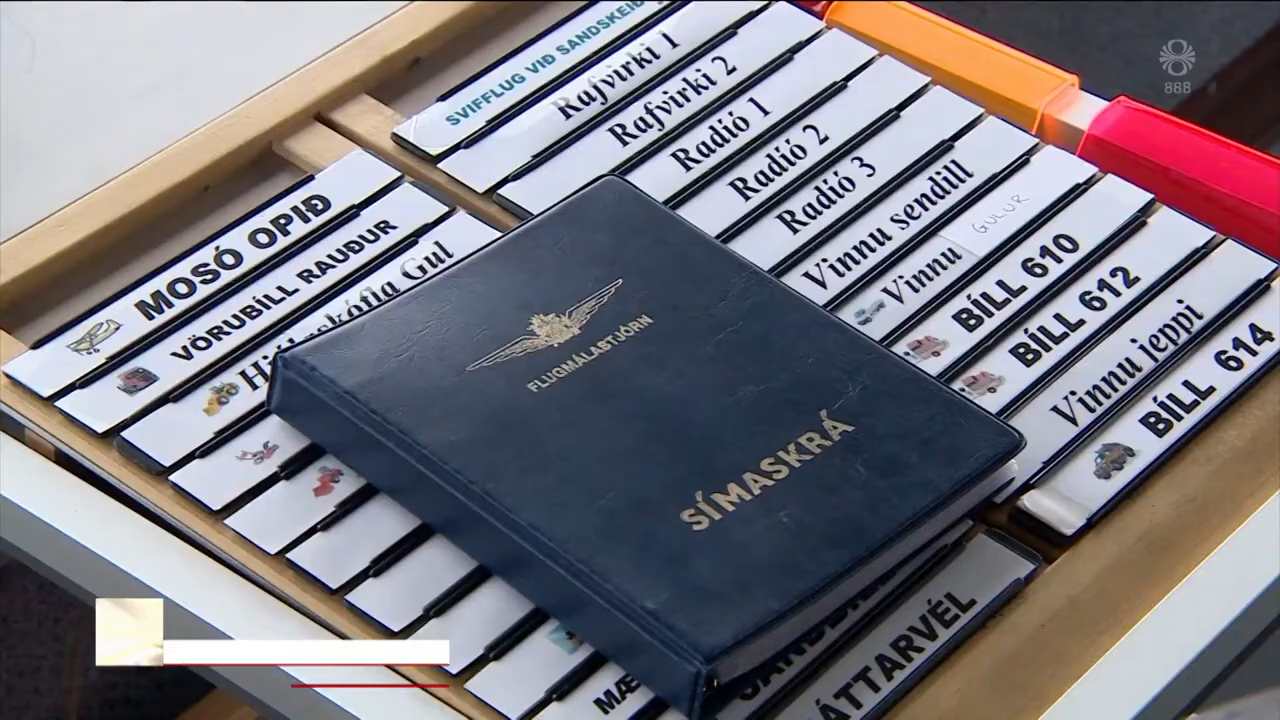 888
SVIFFLUG VIÐ SANDSKEIÐ
Rafvirki 1
Rafvirki 2
Radíó 1
Radíó 2
Radíó 3
Vinnu sendill
Vinnu GULUR
BÍLL 610
BÍLL 612
Vinnu jeppi
BÍLL 614
MOSÓ OPIÐ
VÖRUBÍLL RAUÐUR
Gul
FLUGMÁLASTJÓRN
SÍMASKRÁ